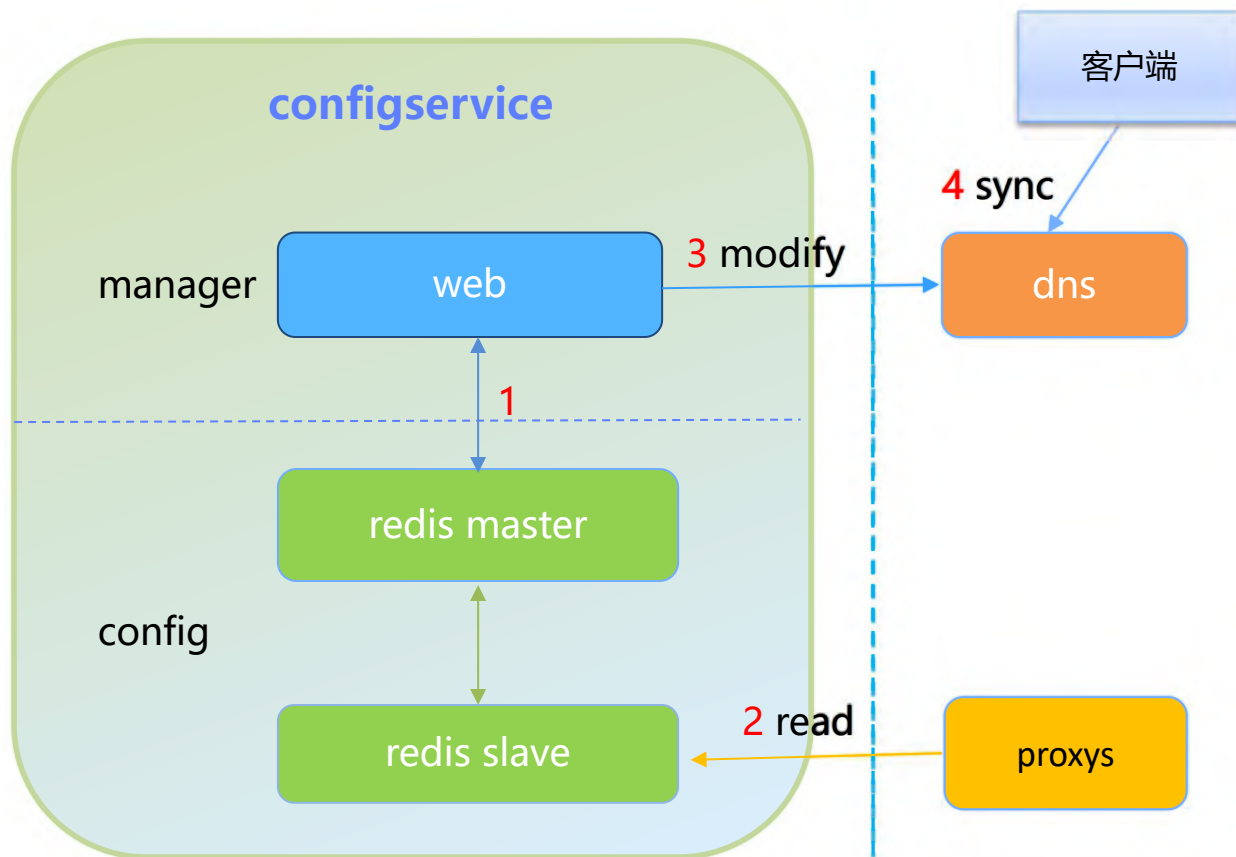 configservice
客户端
4 sync
manager
web
3 modify
dns
1
redis master
config
redis slave
2 read
proxys